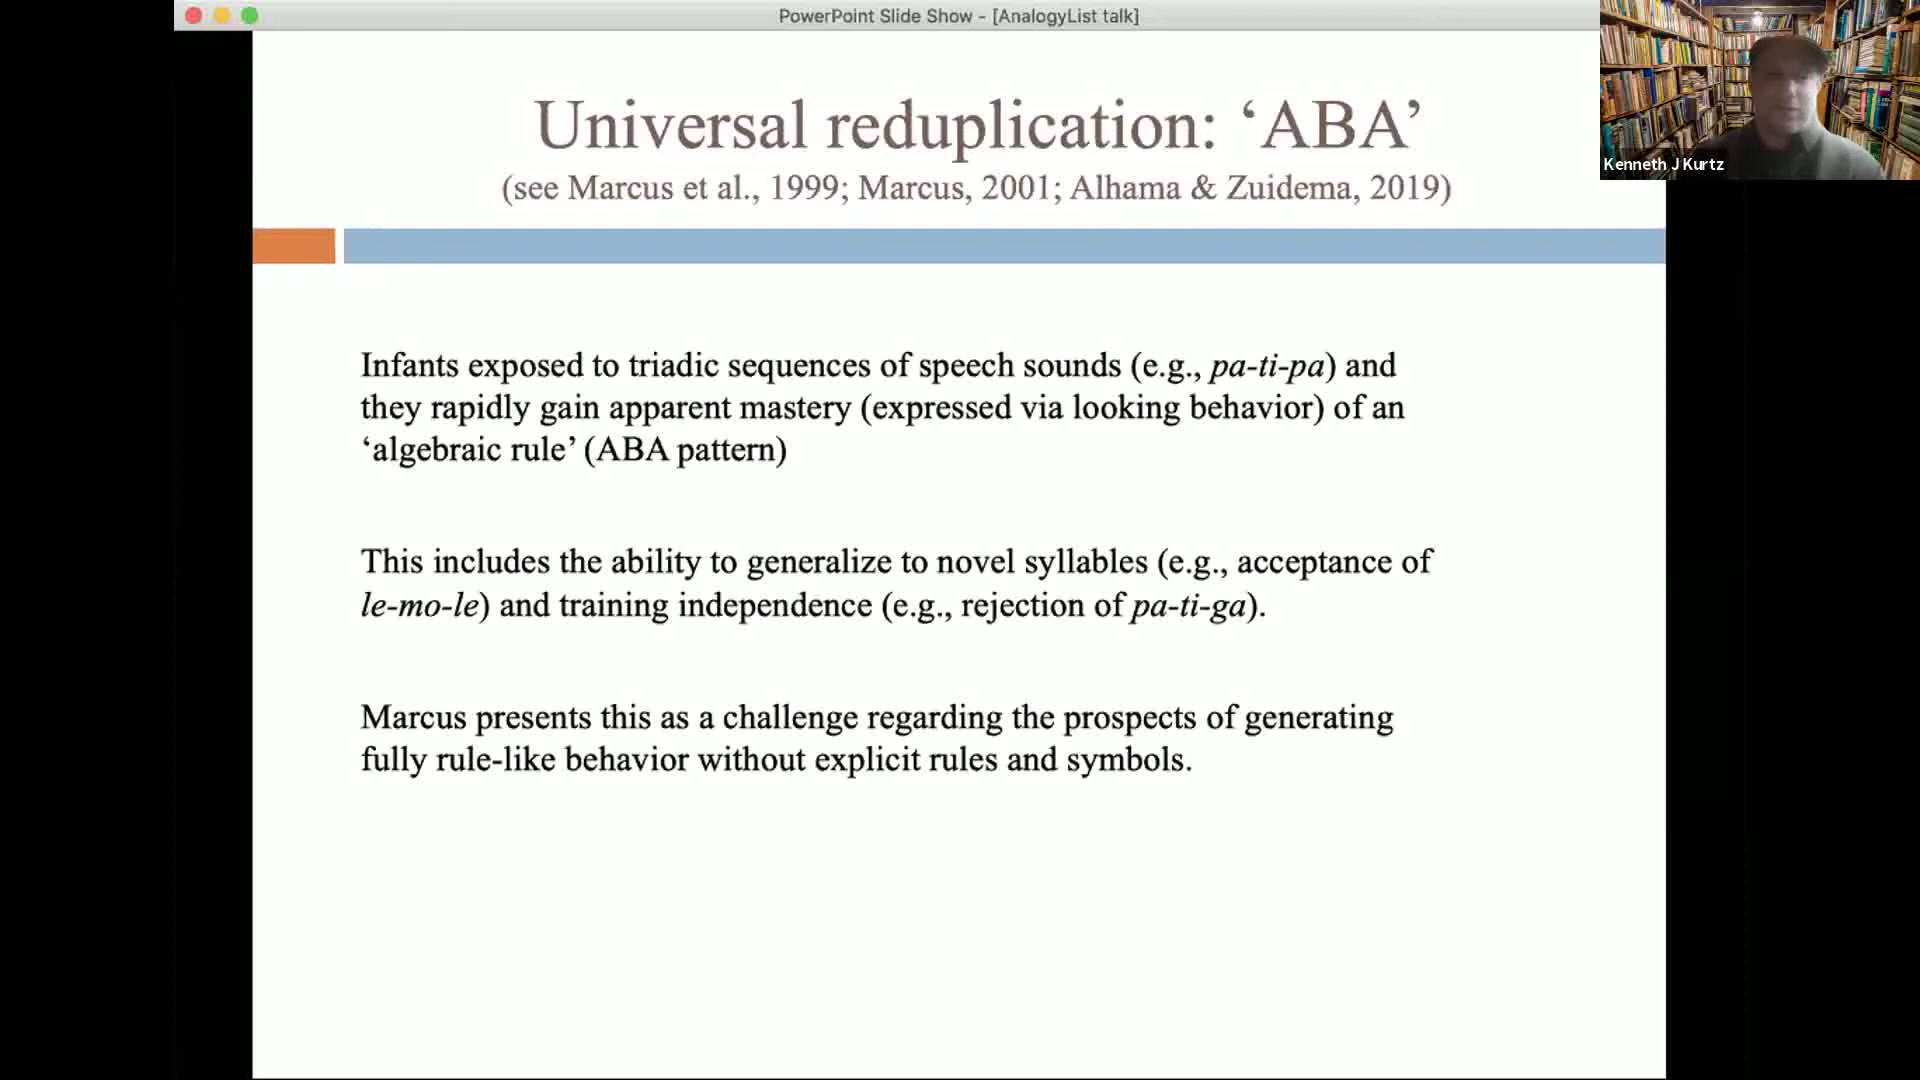 PowerPoint Slide Show - [AnalogyList talk]
Universal reduplication: ‘ABA’
(see Marcus et al., 1999; Marcus, 2001; Alhama & Zuidema, 2019)
Kenneth J Kurtz
Infants exposed to triadic sequences of speech sounds (e.g., pa-ti-pa) and
they rapidly gain apparent mastery (expressed via looking behavior) of an
‘algebraic rule’ (ABA pattern)
This includes the ability to generalize to novel syllables (e.g., acceptance of
le-mo-le) and training independence (e.g., rejection of pa-ti-ga).
Marcus presents this as a challenge regarding the prospects of generating
fully rule-like behavior without explicit rules and symbols.